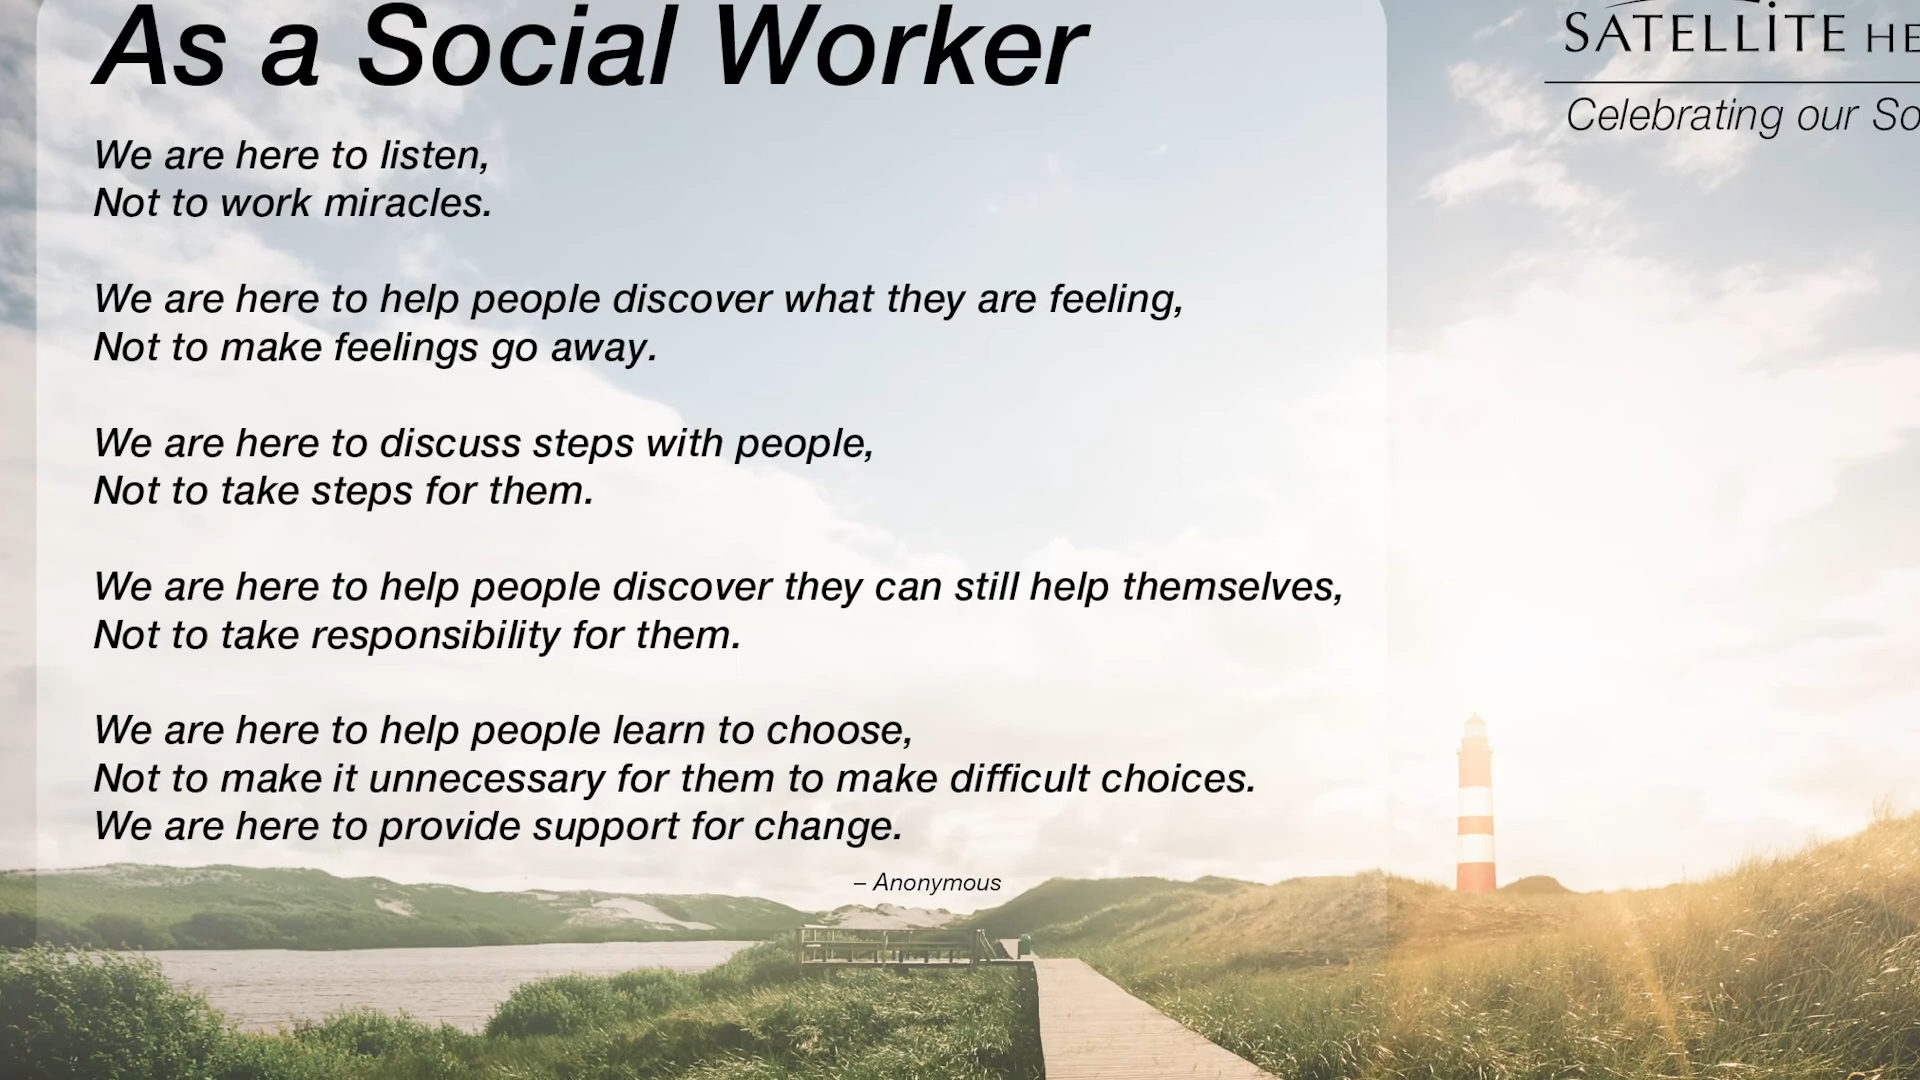 As a Social Worker
We are here to listen,
Not to work miracles.
We are here to help people discover what they are feeling,
Not to make feelings go away.
We are here to discuss steps with people,
Not to take steps for them.
We are here to help people discover they can still help themselves,
Not to take responsibility for them.
We are here to help people learn to choose,
Not to make it unnecessary for them to make difficult choices.
We are here to provide support for change.
– Anonymous
SATELLITE
Celebrating our